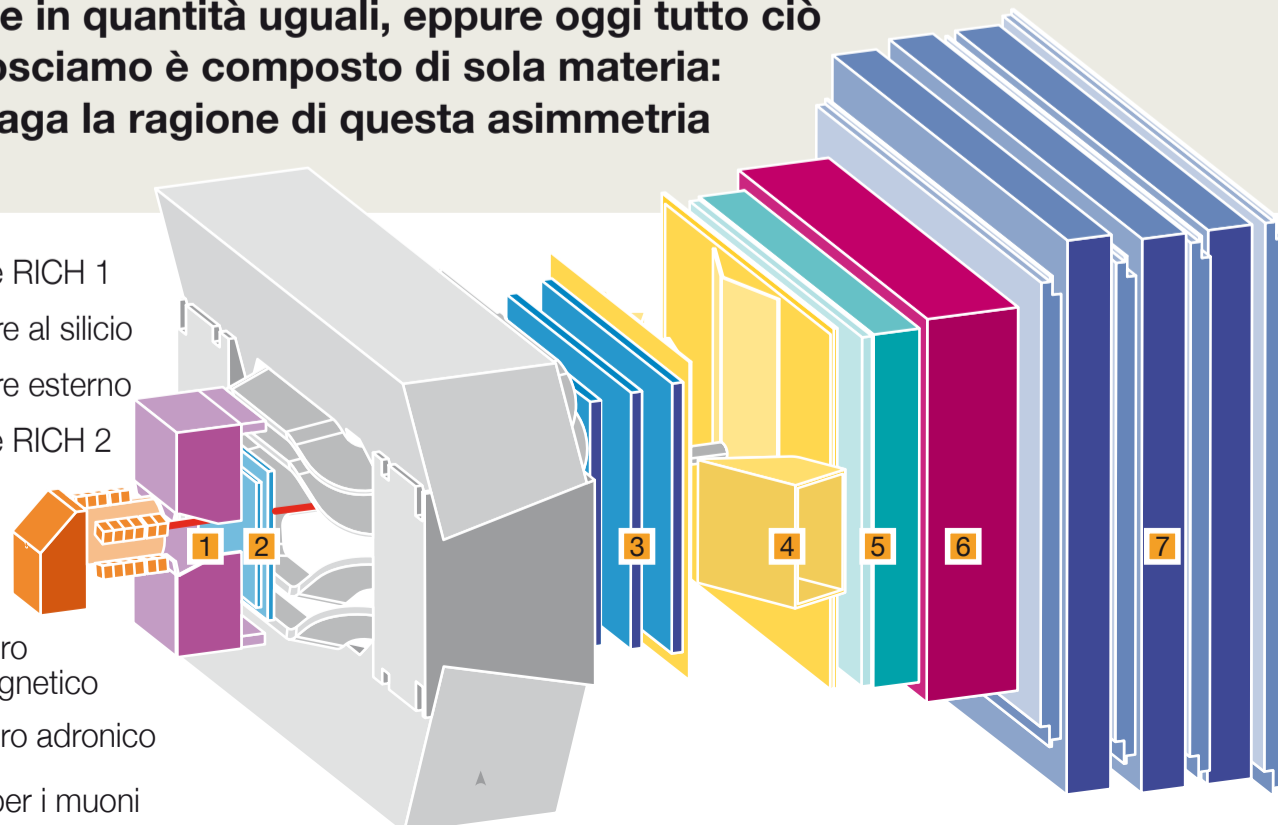 e in quantità uguali, eppure oggi tutto ciò
osciamo è composto di sola materia:
aga la ragione di questa asimmetria
e RICH 1
re al silicio
re esterno
e RICH 2
1
2
3
4
5
6
7
ro
gnetico
ro adronico
per i muoni